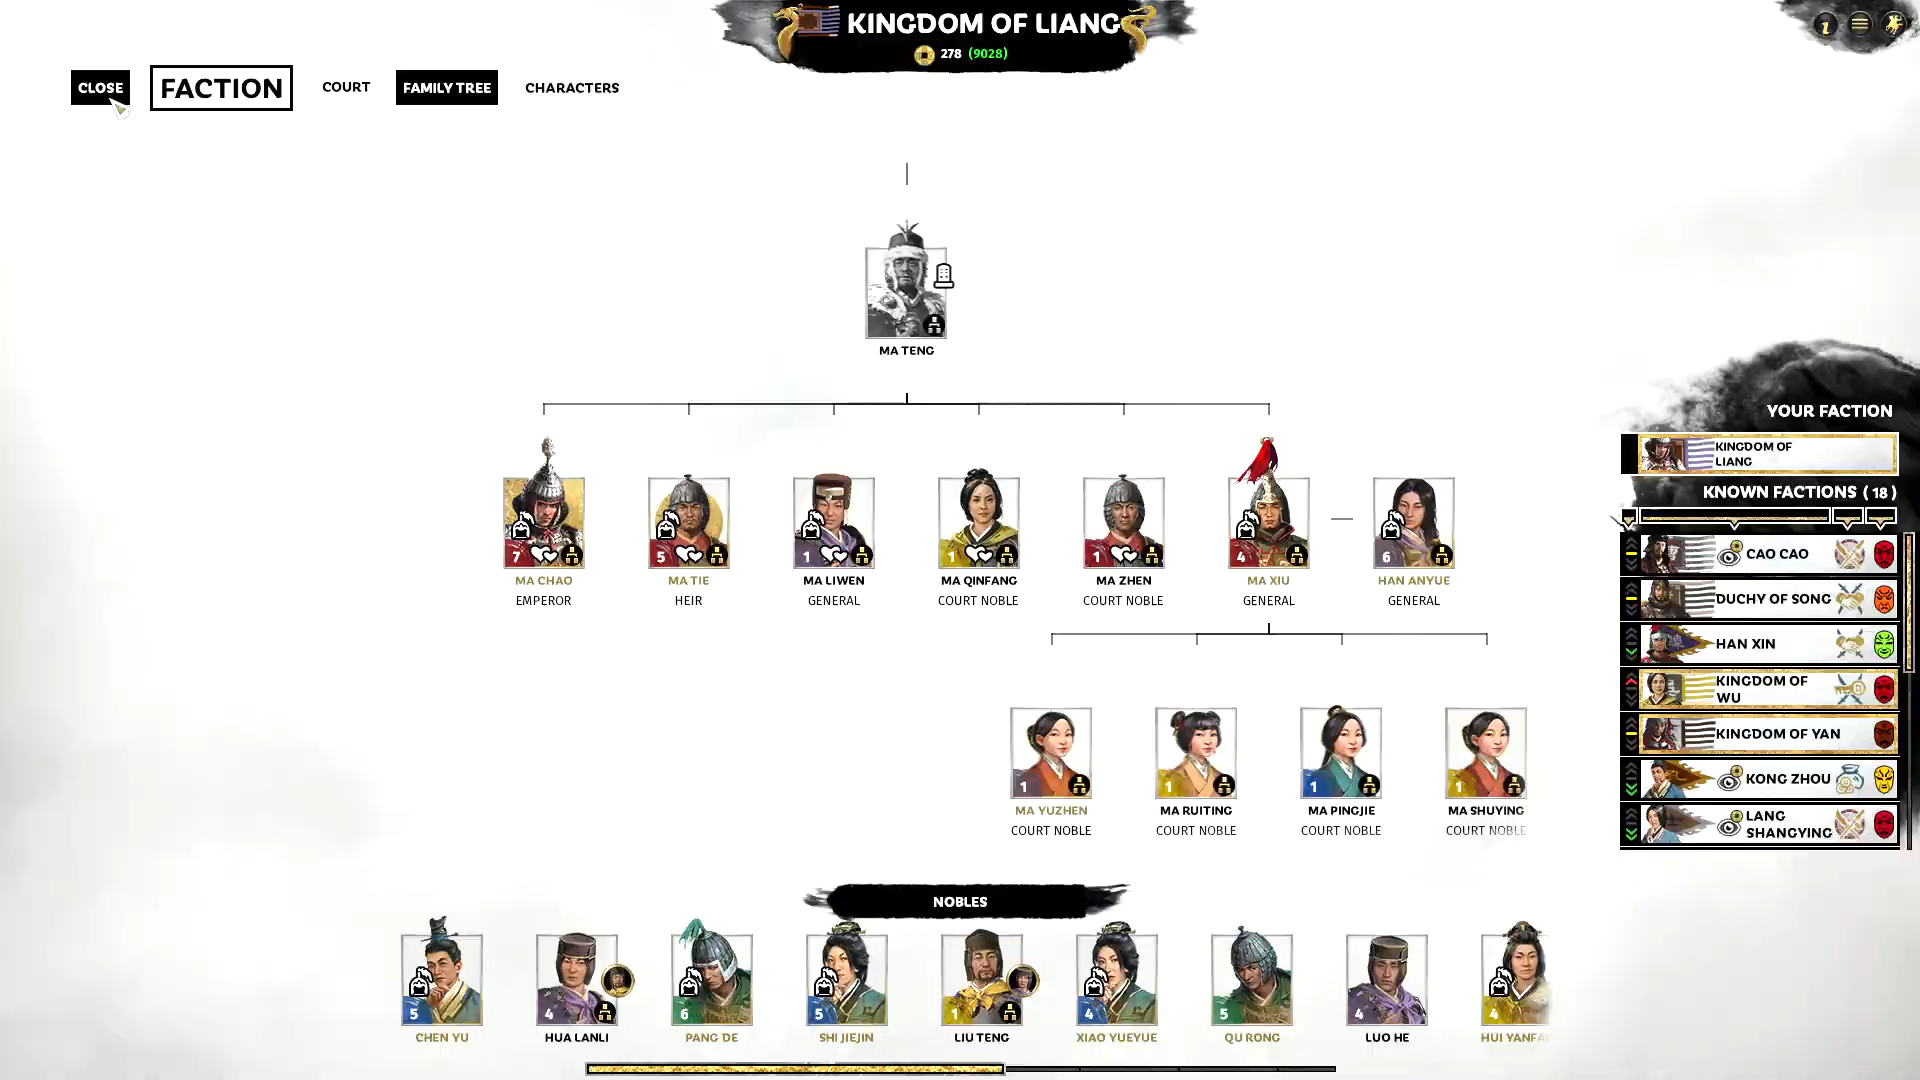 KINGDOM OF LIANG
278 (9028)
CLOSE
FACTION
COURT
FAMILY TREE
CHARACTERS
MA TENG
YOUR FACTION
KINGDOM OF
LIANG
KNOWN FACTIONS ( 18 )
CAO CAO
DUCHY OF SONG
HAN XIN
KINGDOM OF
WU
KINGDOM OF YAN
KONG ZHOU
LANG
SHANGYING
7
5
1
1
1
4
6
MA CHAO
MA TIE
MA LIWEN
MA QINFANG
MA ZHEN
MA XIU
HAN ANYUE
EMPEROR
HEIR
GENERAL
COURT NOBLE
COURT NOBLE
GENERAL
GENERAL
1
1
1
1
MA YUZHEN
MA RUITING
MA PINGJIE
MA SHUYING
COURT NOBLE
COURT NOBLE
COURT NOBLE
COURT NOBLE
NOBLES
5
4
6
5
1
4
5
4
4
CHEN YU
HUA LANLI
PANG DE
SHI JIEJIN
LIU TENG
XIAO YUEYUE
QU RONG
LUO HE
HUI YANFA